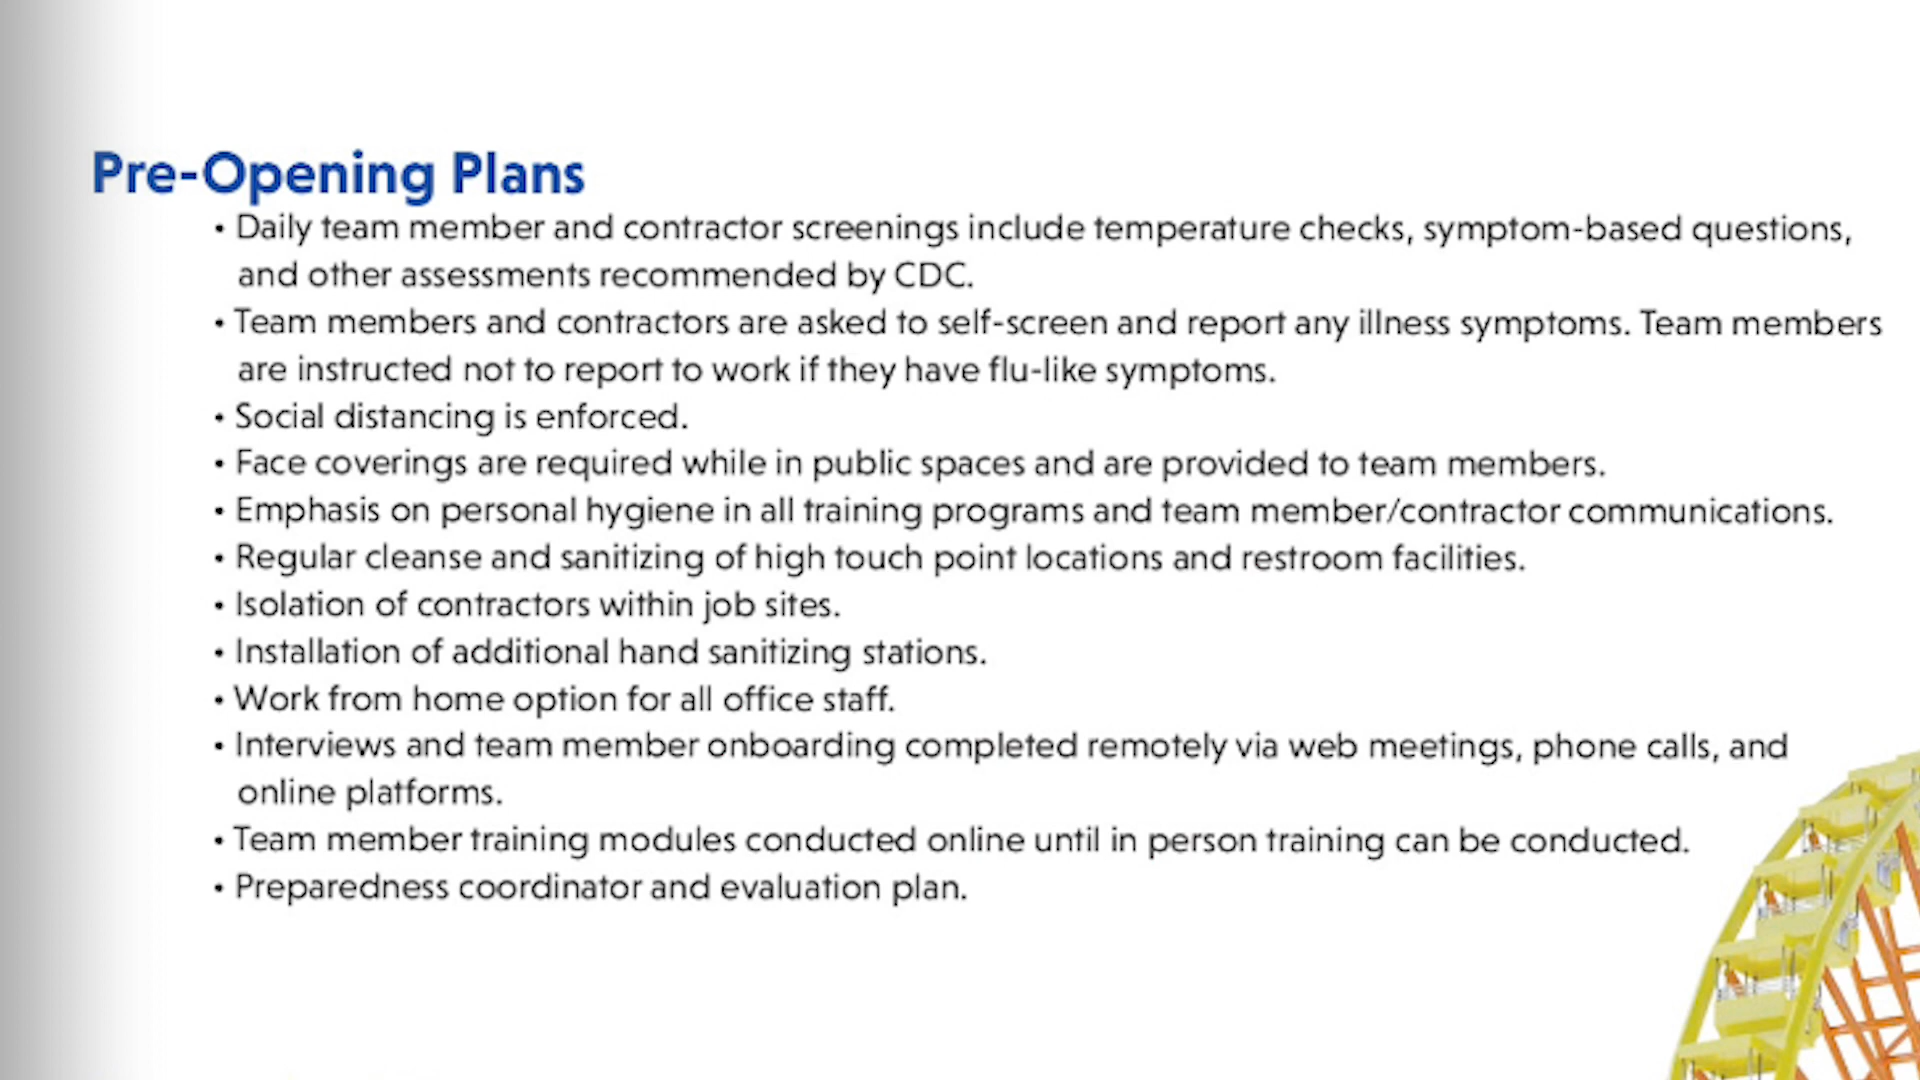 Pre-Opening Plans
• Daily team member and contractor screenings include temperature checks, symptom-based questions,
and other assessments recommended by CDC.
• Team members and contractors are asked to self-screen and report any illness symptoms. Team members
are instructed not to report to work if they have flu-like symptoms.
• Social distancing is enforced.
• Face coverings are required while in public spaces and are provided to team members.
• Emphasis on personal hygiene in all training programs and team member/contractor communications.
• Regular cleanse and sanitizing of high touch point locations and restroom facilities.
• Isolation of contractors within job sites.
• Installation of additional hand sanitizing stations.
• Work from home option for all office staff.
• Interviews and team member onboarding completed remotely via web meetings, phone calls, and
online platforms.
• Team member training modules conducted online until in person training can be conducted.
• Preparedness coordinator and evaluation plan.